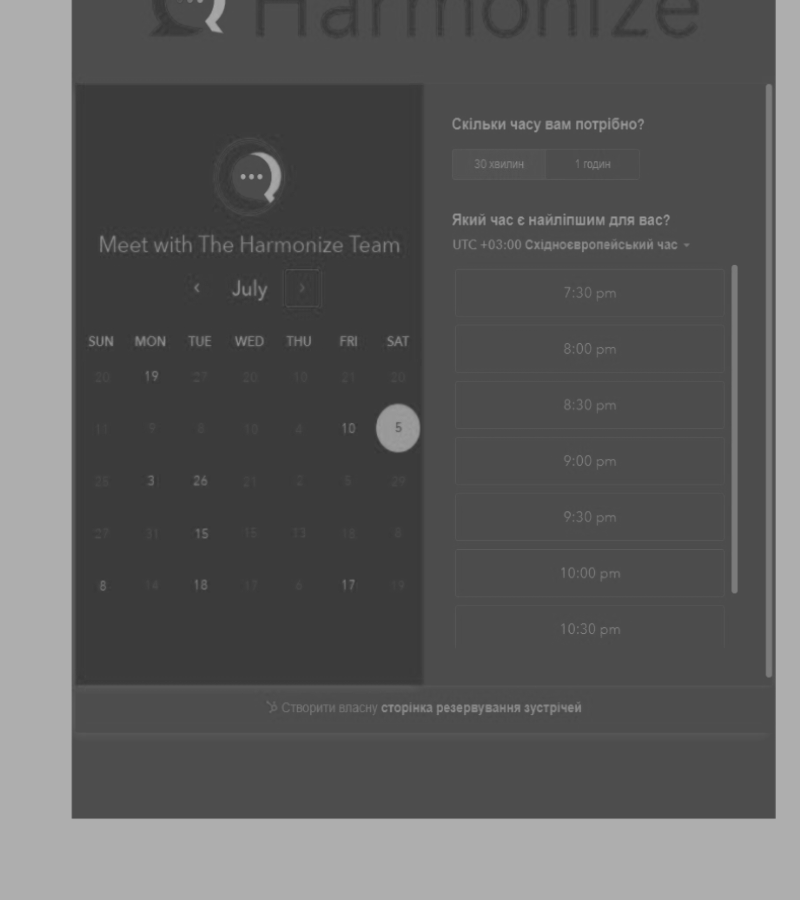 Harmonize
Скільки часу вам потрібно?
30 хвилин 1 годин
Який час є найліпшим для вас?
UTC +03:00 Східноєвропейський час
Meet with The Harmonize Team
July
SUN MON TUE WED THU FRI SAT
20 19 27 20 10 21 20
11 9 8 10 4 10 5
25 3 26 21 2 5 29
27 31 15 15 13 18 8
8 14 18 17 6 17 19
7:30 pm
8:00 pm
8:30 pm
9:00 pm
9:30 pm
10:00 pm
10:30 pm
Створити власну сторінка резервування зустрічей